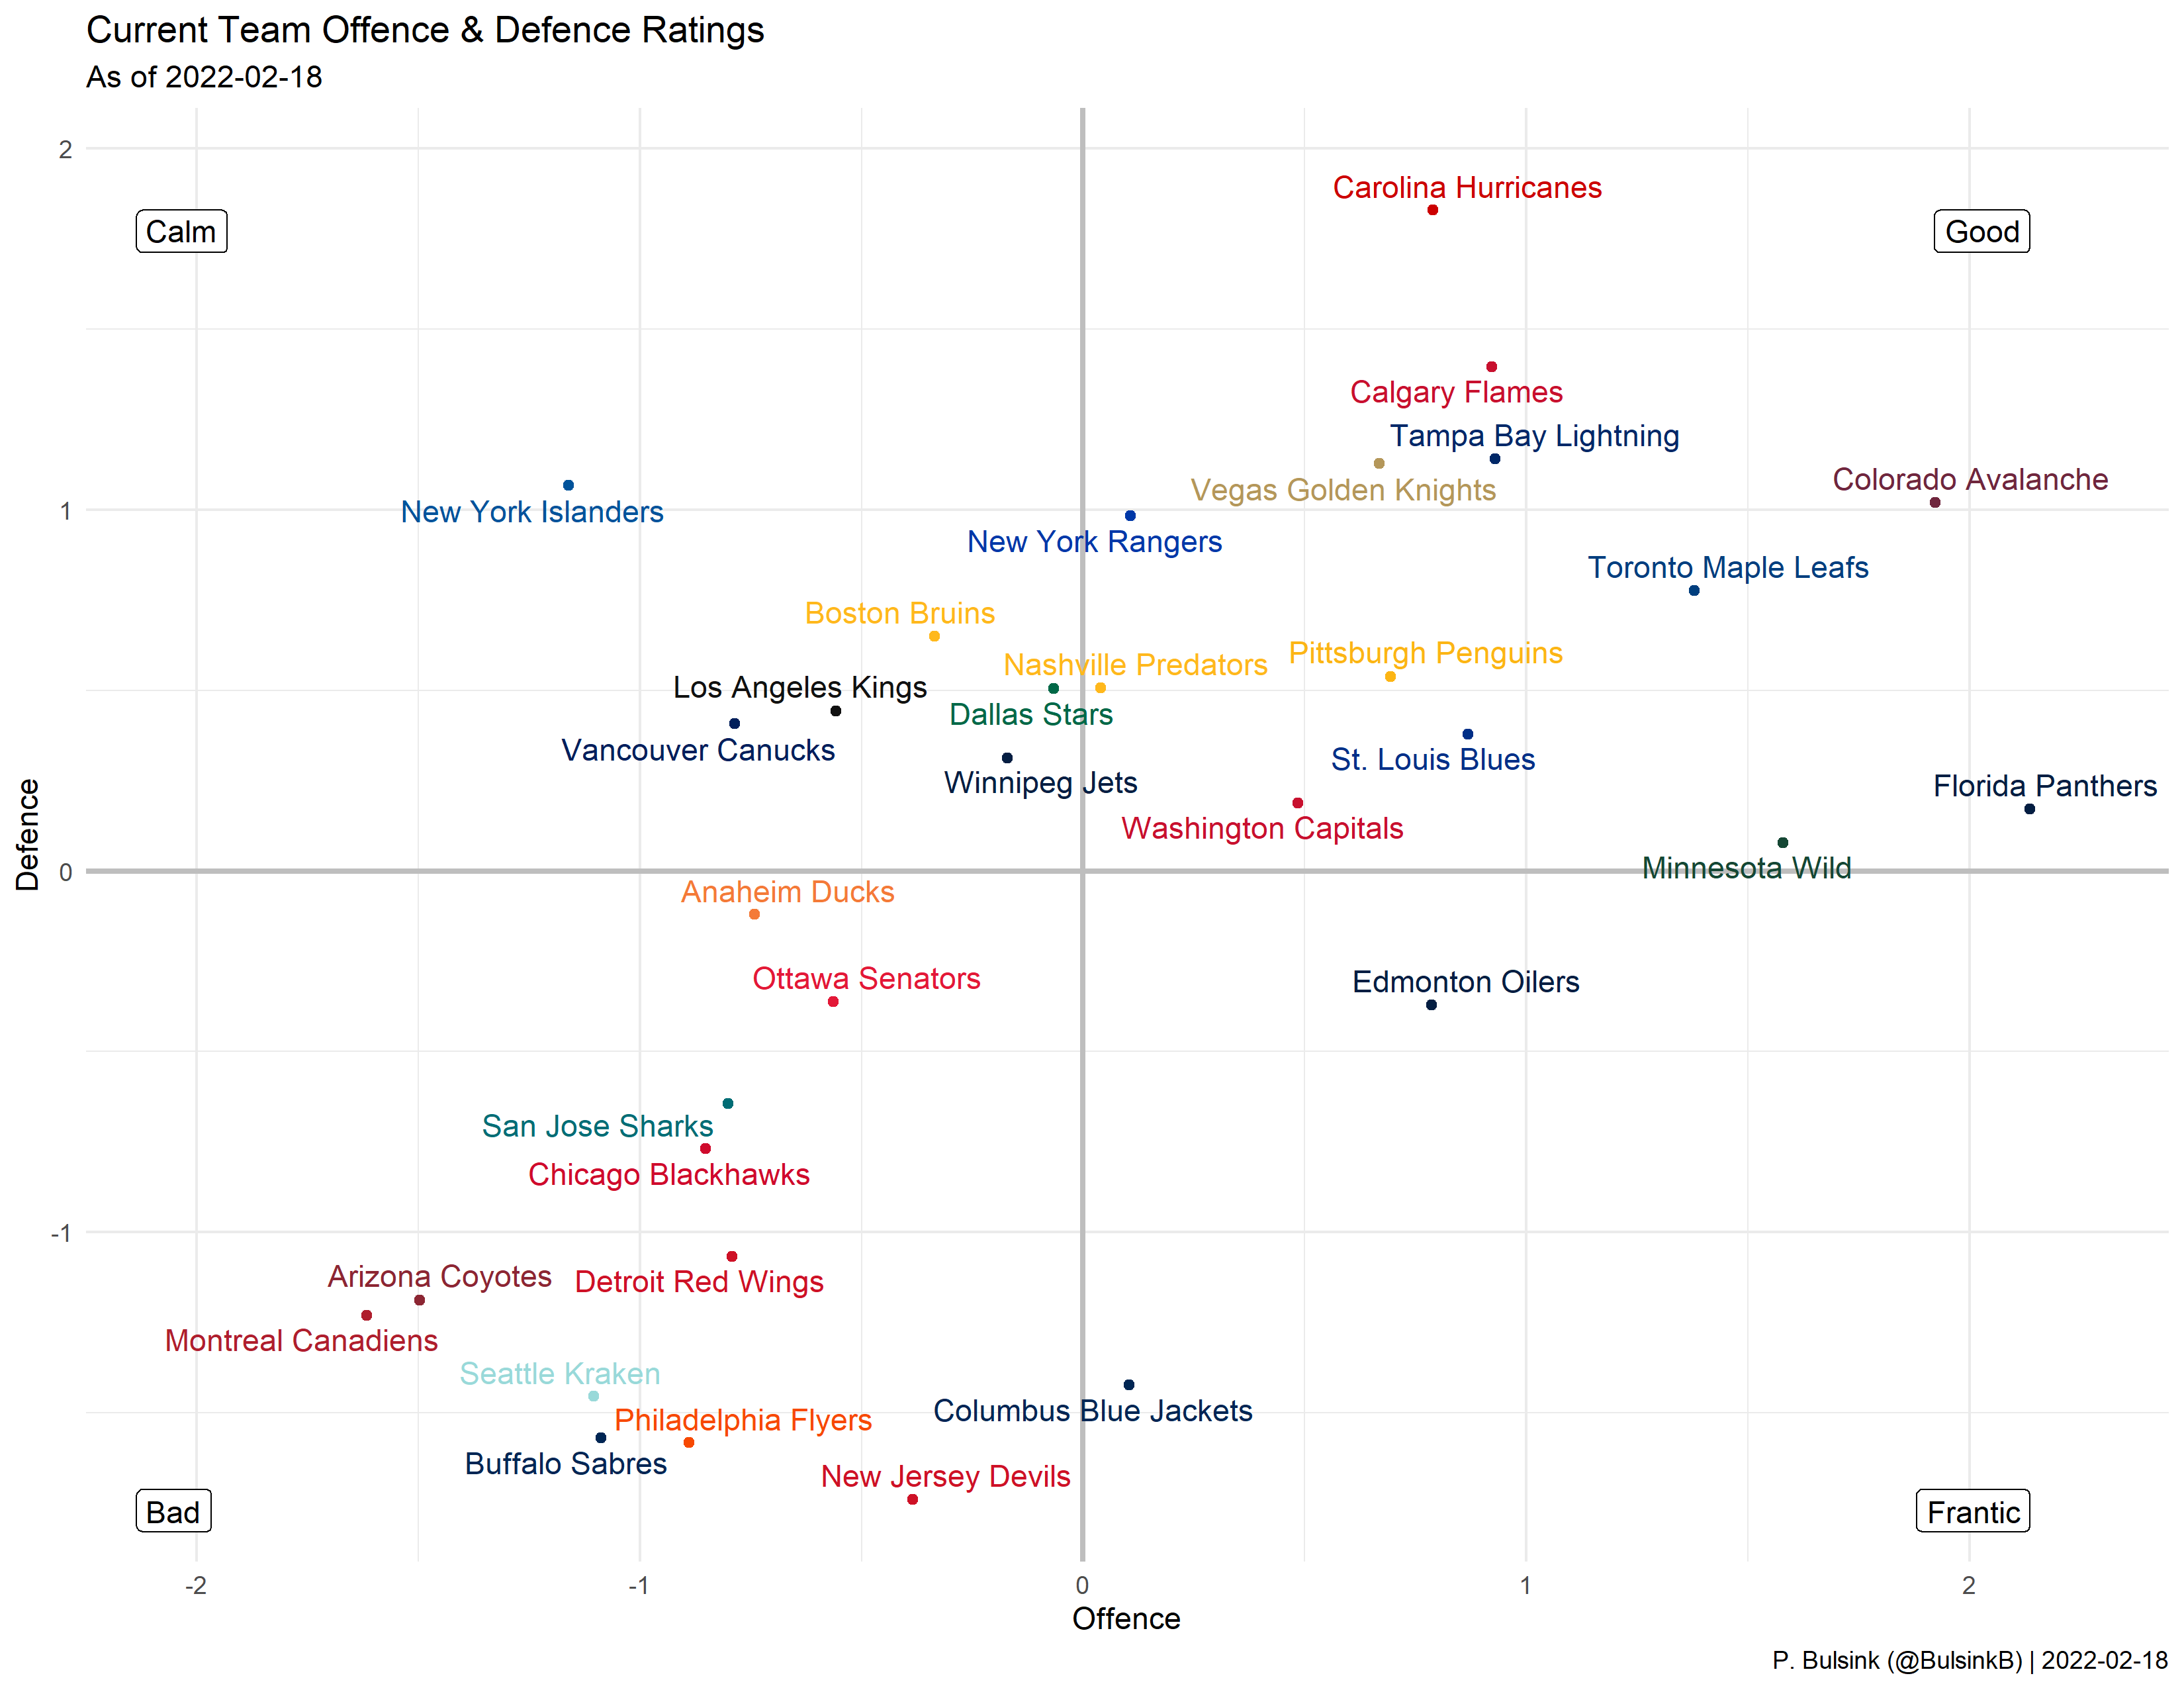 Current Team Offence & Defence Ratings
As of 2022-02-18
2
Carolina Hurricanes
Calm
Good
Calgary Flames
Tampa Bay Lightning
Colorado Avalanche
Vegas Golden Knights
New York Islanders
1
New York Rangers
Toronto Maple Leafs
Boston Bruins
Pittsburgh Penguins
Nashville Predators
Los Angeles Kings
Dallas Stars
Vancouver Canucks
St. Louis Blues
Winnipeg Jets
Florida Panthers
Washington Capitals
Defence
0
Minnesota Wild
Anaheim Ducks
Ottawa Senators
Edmonton Oilers
San Jose Sharks
Chicago Blackhawks
-1
Arizona Coyotes
Detroit Red Wings
Montreal Canadiens
Seattle Kraken
Columbus Blue Jackets
Philadelphia Flyers
Buffalo Sabres
New Jersey Devils
Bad
Frantic
-2
-1
0
1
2
Offence
P. Bulsink (@BulsinkB) | 2022-02-18